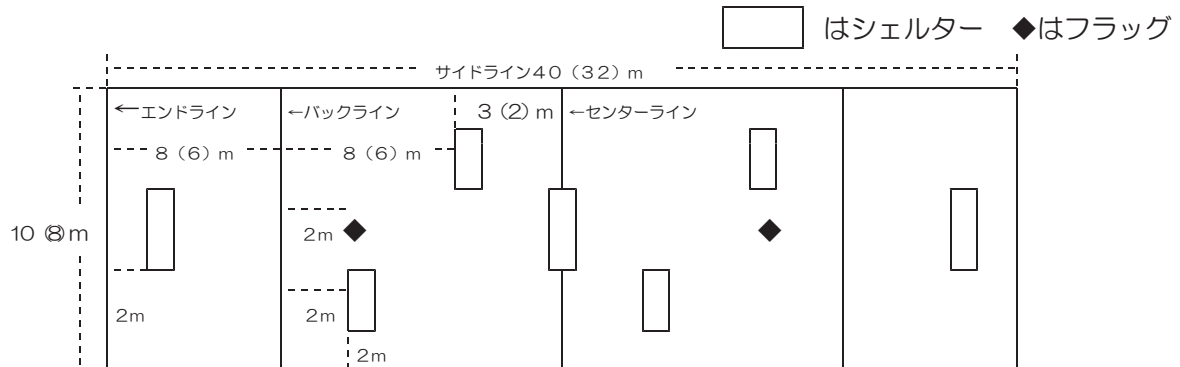 はシェルター ◆はフラッグ
サイドライン40（32）m
←エンドライン
←バックライン
3（2）m
←センターライン
8（6）m
8（6）m
10（8）m
2m
2m
2m
2m